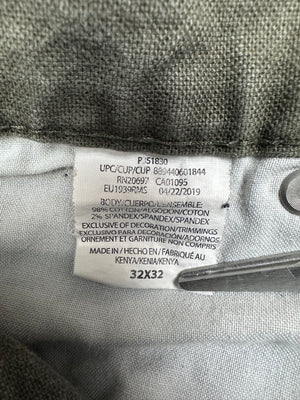 UPC/CUP/CUP 889440601844
RN20697 CA01095
EU1939RMS 04/22/2019
BODY/CUERPO/L'ENSEMBLE:
98% COTTON/ALGODON/COTON
2% SPANDEX/SPANDEX/SPANDEX
EXCLUSIVE OF DECORATION/TRIMMINGS
EXCLUSIVO PARA DECORACIÓN/ADORNOS
ORNEMENT ET GARNITURE NON COMPRIS
MADE IN / HECHO EN / FABRIQUÉ AU
KENYA/KENIA/KENYA
32X32